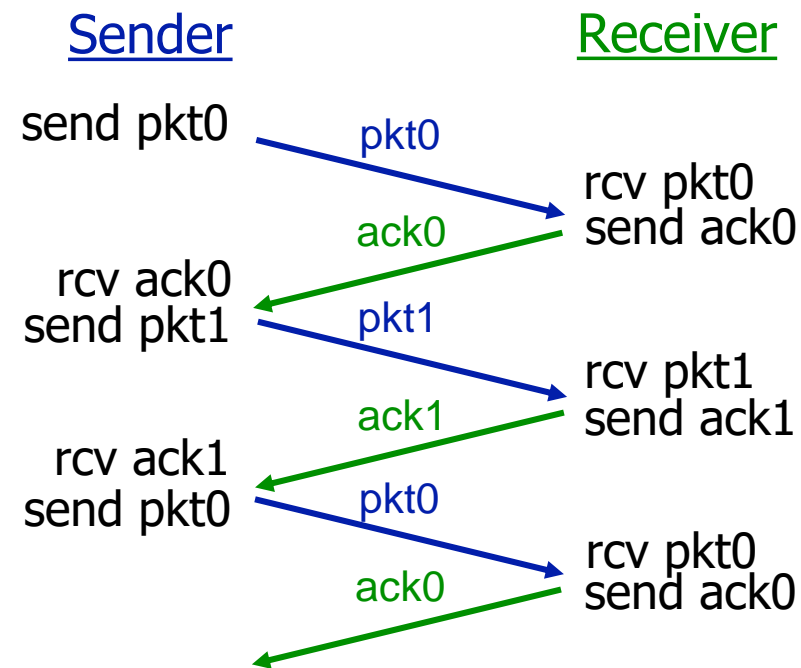 Sender
Receiver
send pkt0
pkt0
rcv pkt0
send ack0
ack0
rcv ack0
send pkt1
pkt1
rcv pkt1
send ack1
ack1
rcv ack1
send pkt0
pkt0
rcv pkt0
send ack0
ack0